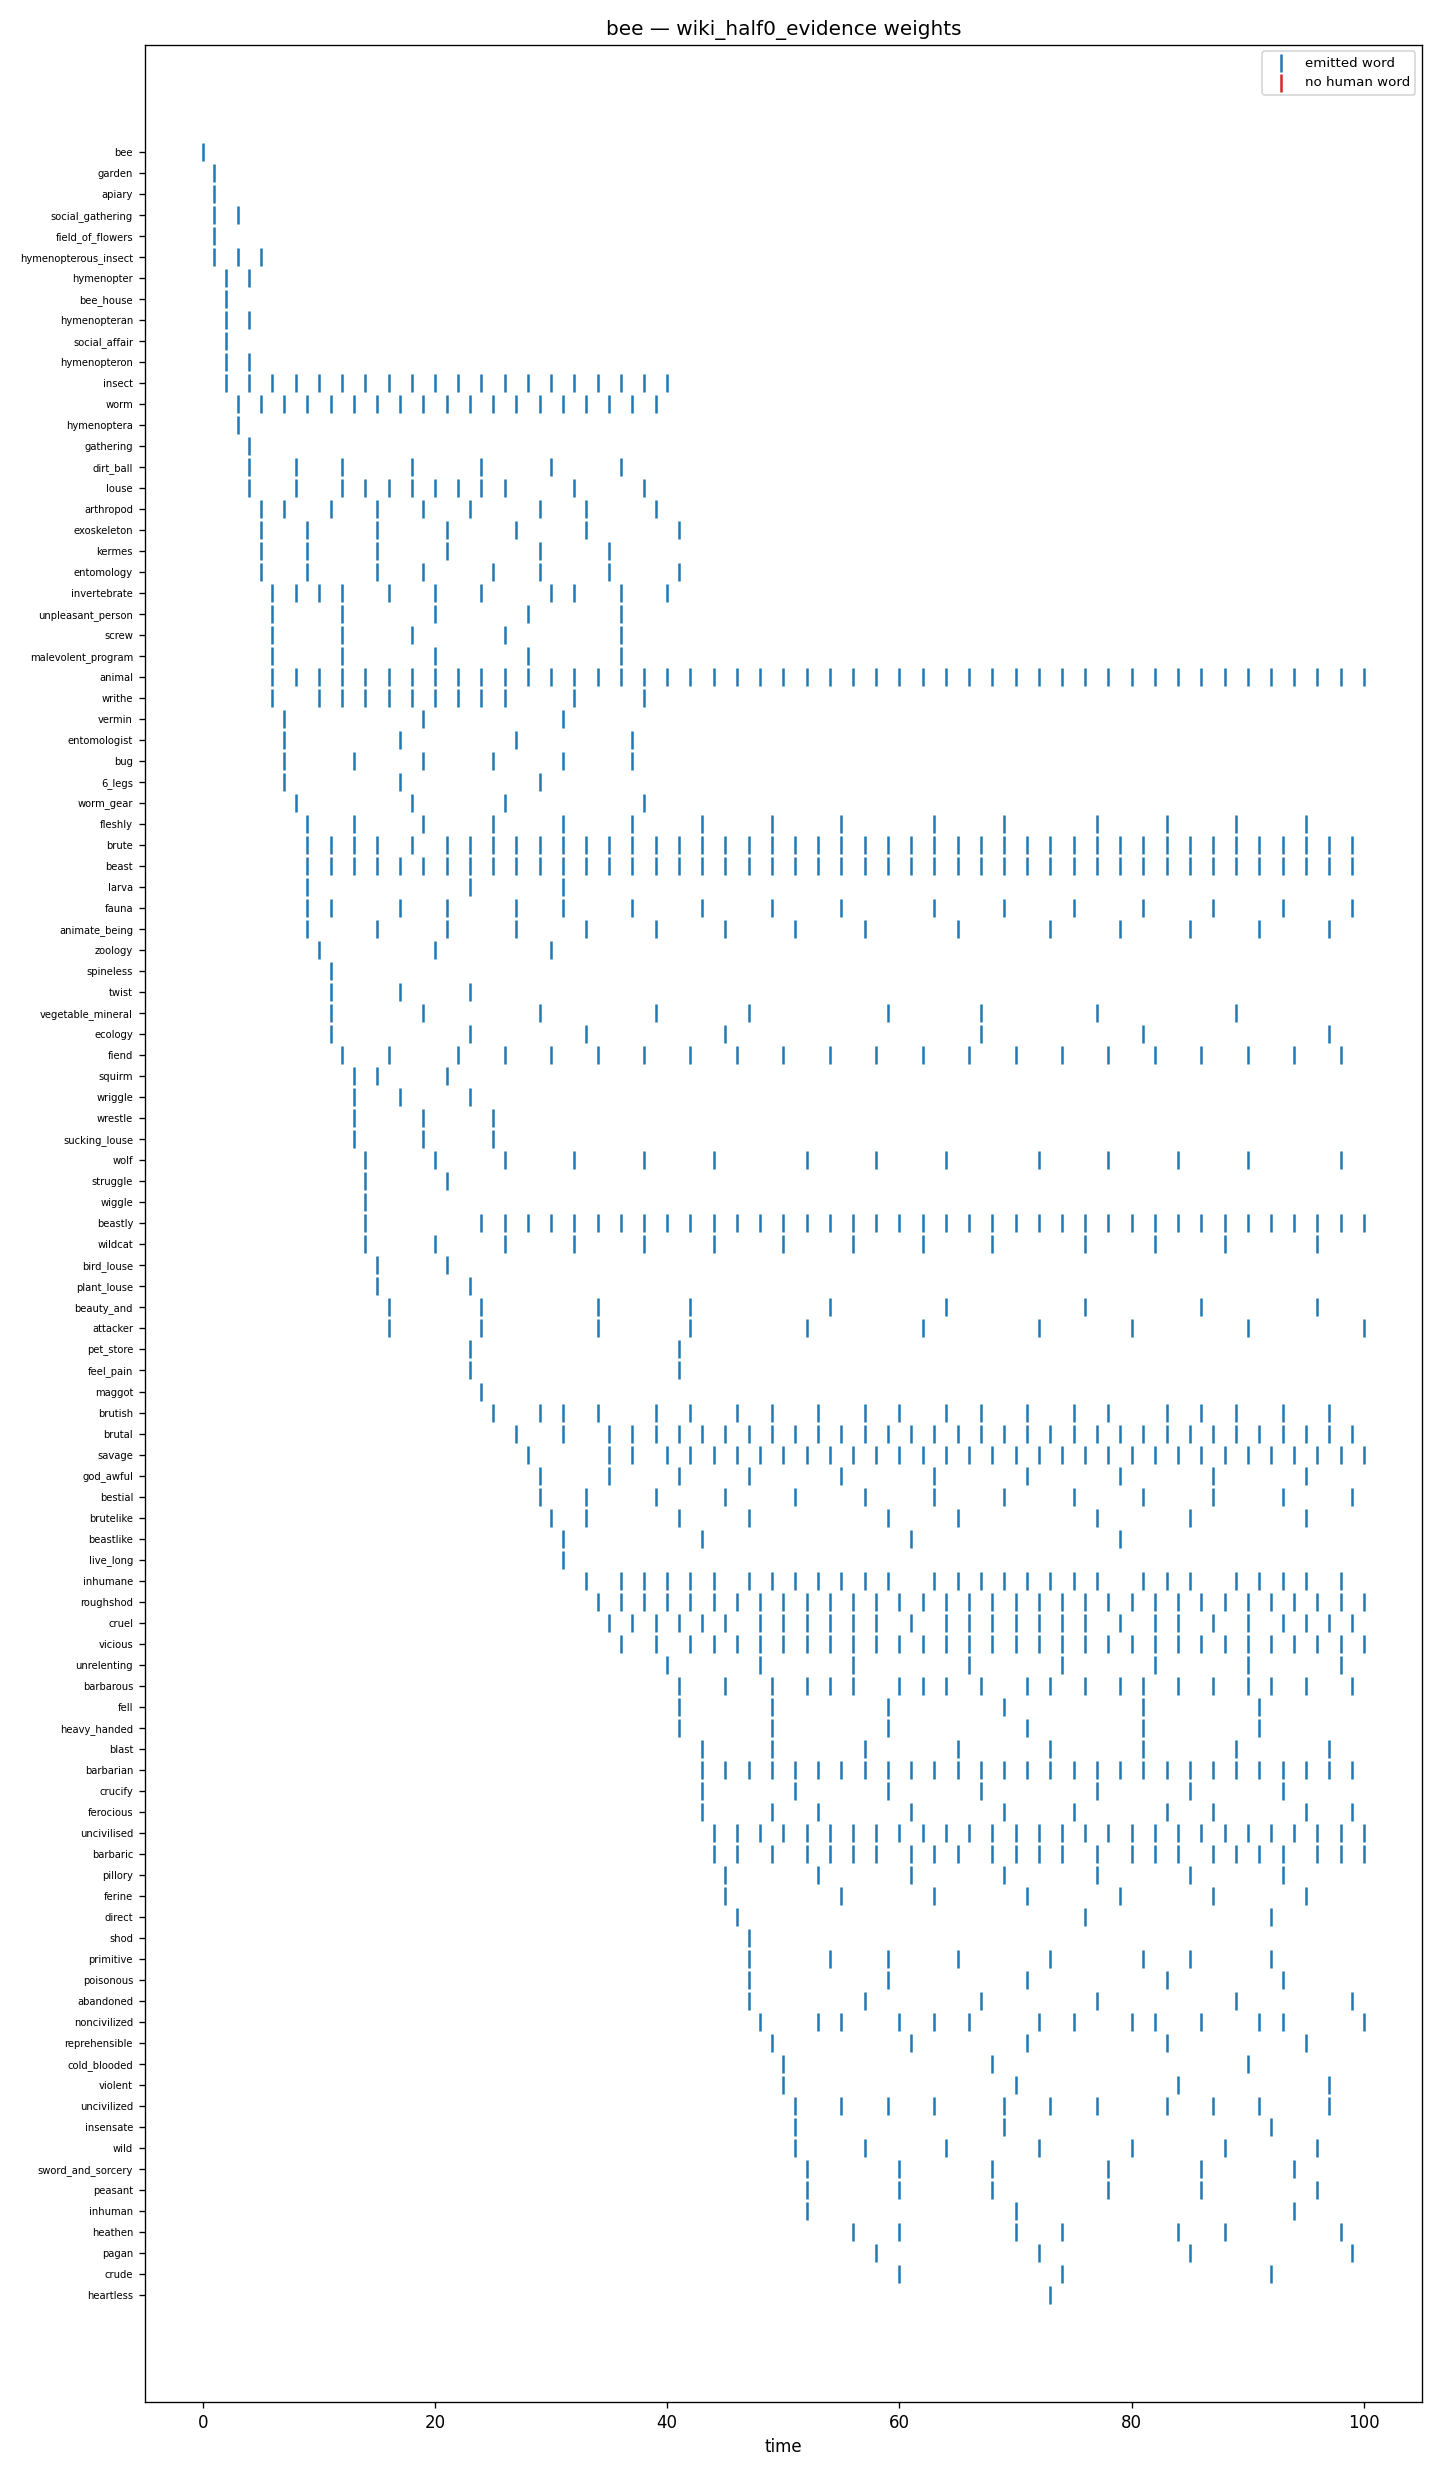 bee — wiki_half0_evidence weights
emitted word
no human word
bee
garden
apiary
social_gathering
field_of_flowers
hymenopterous_insect
hymenopter
bee_house
hymenopteran
social_affair
hymenopteron
insect
worm
hymenoptera
gathering
dirt_ball
louse
arthropod
exoskeleton
kermes
entomology
invertebrate
unpleasant_person
screw
malevolent_program
animal
writhe
vermin
entomologist
bug
6_legs
worm_gear
fleshly
brute
beast
larva
fauna
animate_being
zoology
spineless
twist
vegetable_mineral
ecology
fiend
squirm
wriggle
wrestle
sucking_louse
wolf
struggle
wiggle
beastly
wildcat
bird_louse
plant_louse
beauty_and
attacker
pet_store
feel_pain
maggot
brutish
brutal
savage
god_awful
bestial
brutelike
beastlike
live_long
inhumane
roughshod
cruel
vicious
unrelenting
barbarous
fell
heavy_handed
blast
barbarian
crucify
ferocious
uncivilised
barbaric
pillory
ferine
direct
shod
primitive
poisonous
abandoned
noncivilized
reprehensible
cold_blooded
violent
uncivilized
insensate
wild
sword_and_sorcery
peasant
inhuman
heathen
pagan
crude
heartless
0 20 40 60 80 100
time